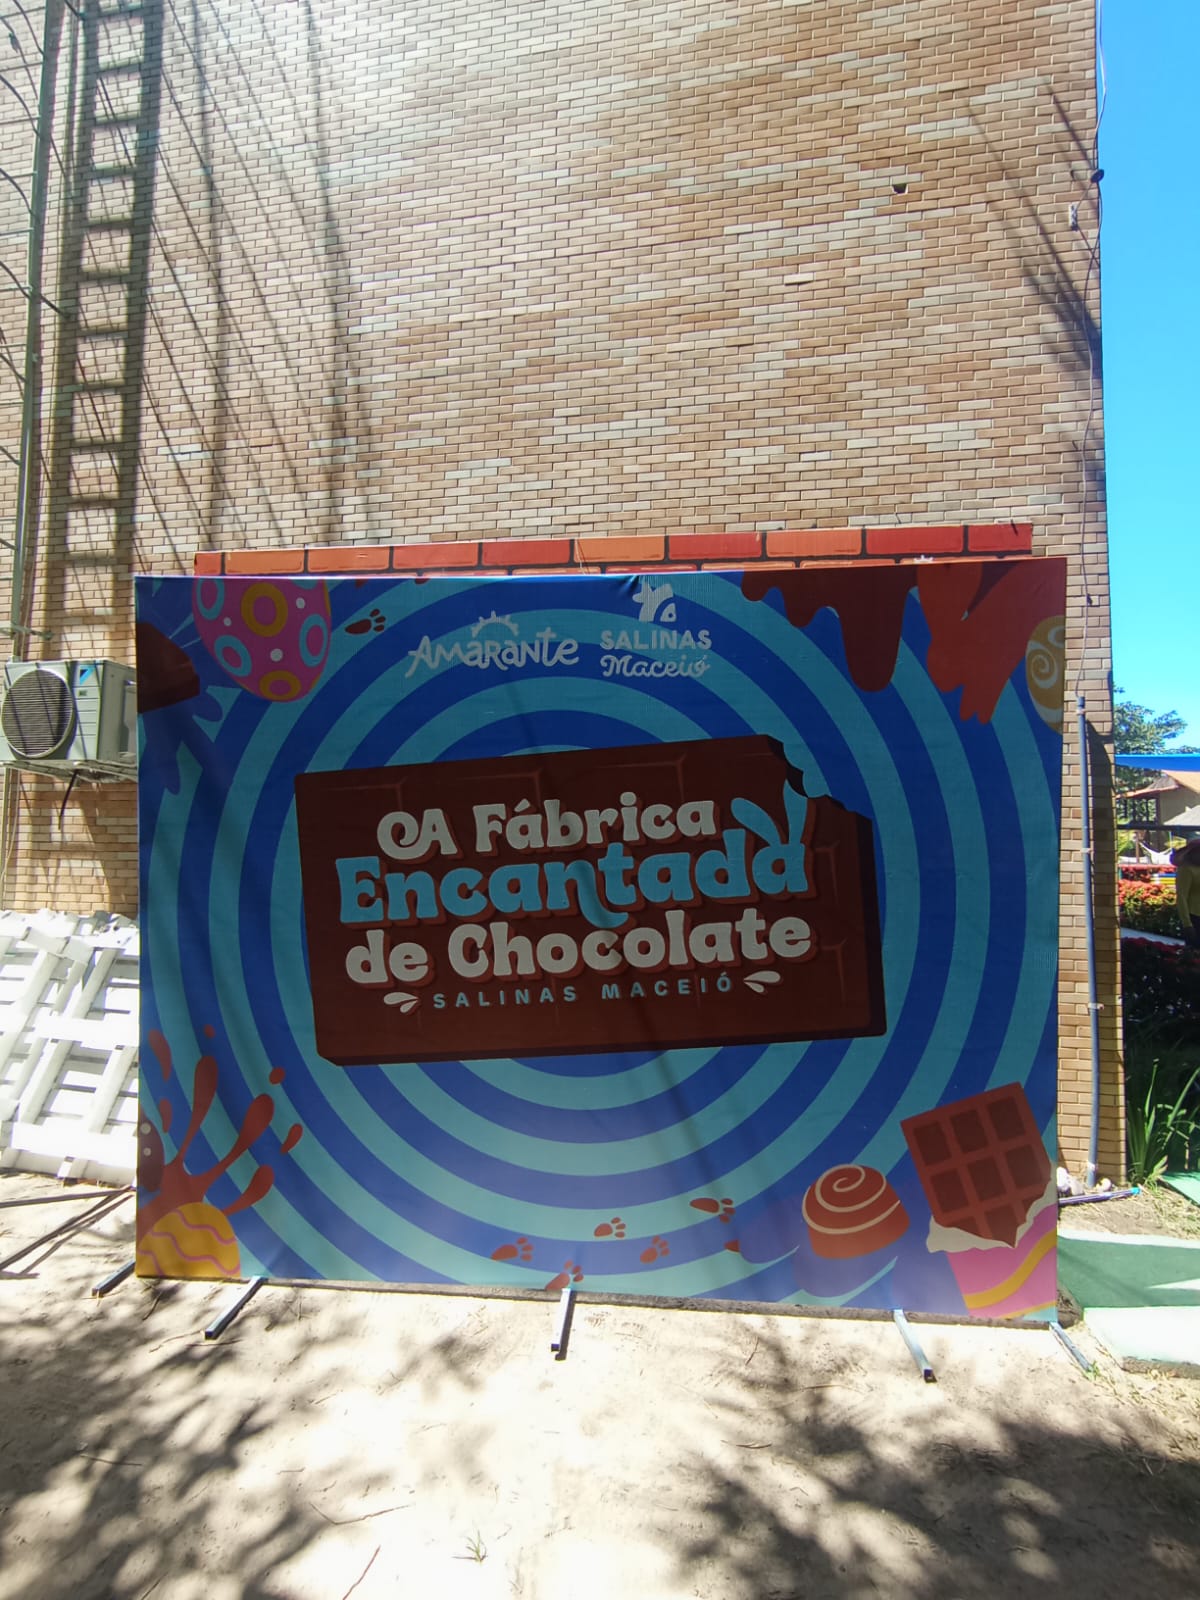 AMARANTE
SALINAS
Maceió
A Fábrica
Encantada
de Chocolate
SALINAS MACEIÓ